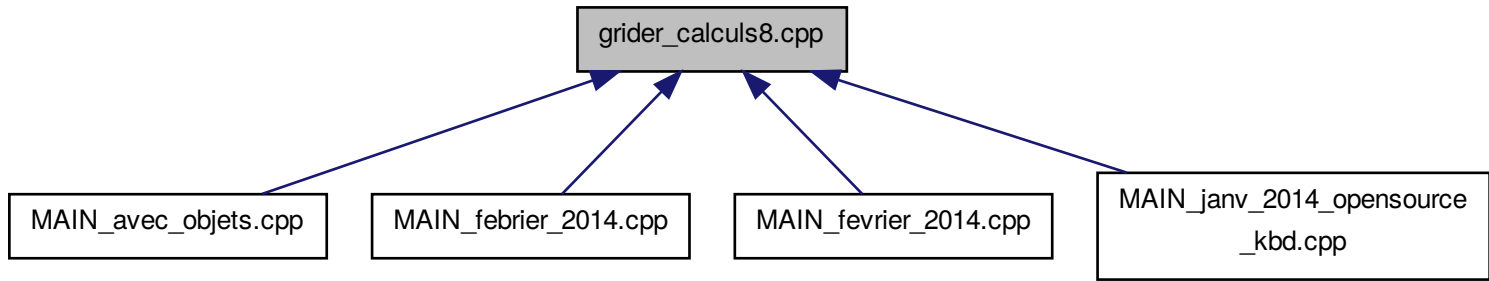 grider_calculs8.cpp
MAIN_avec_objets.cpp
MAIN_febrier_2014.cpp
MAIN_fevrier_2014.cpp
MAIN_janv_2014_opensource
_kbd.cpp